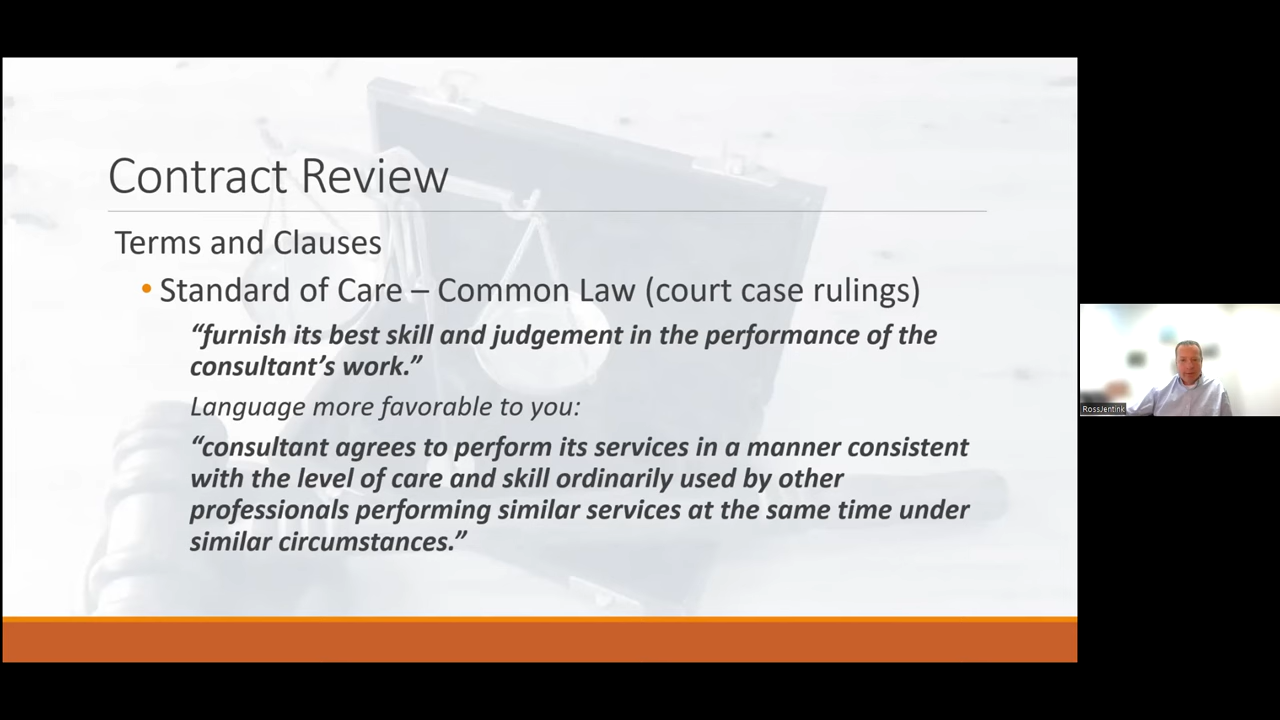 Contract Review
Terms and Clauses
• Standard of Care – Common Law (court case rulings)
“furnish its best skill and judgement in the performance of the
consultant’s work.”
Language more favorable to you:
“consultant agrees to perform its services in a manner consistent
with the level of care and skill ordinarily used by other
professionals performing similar services at the same time under
similar circumstances.”
RossJentink